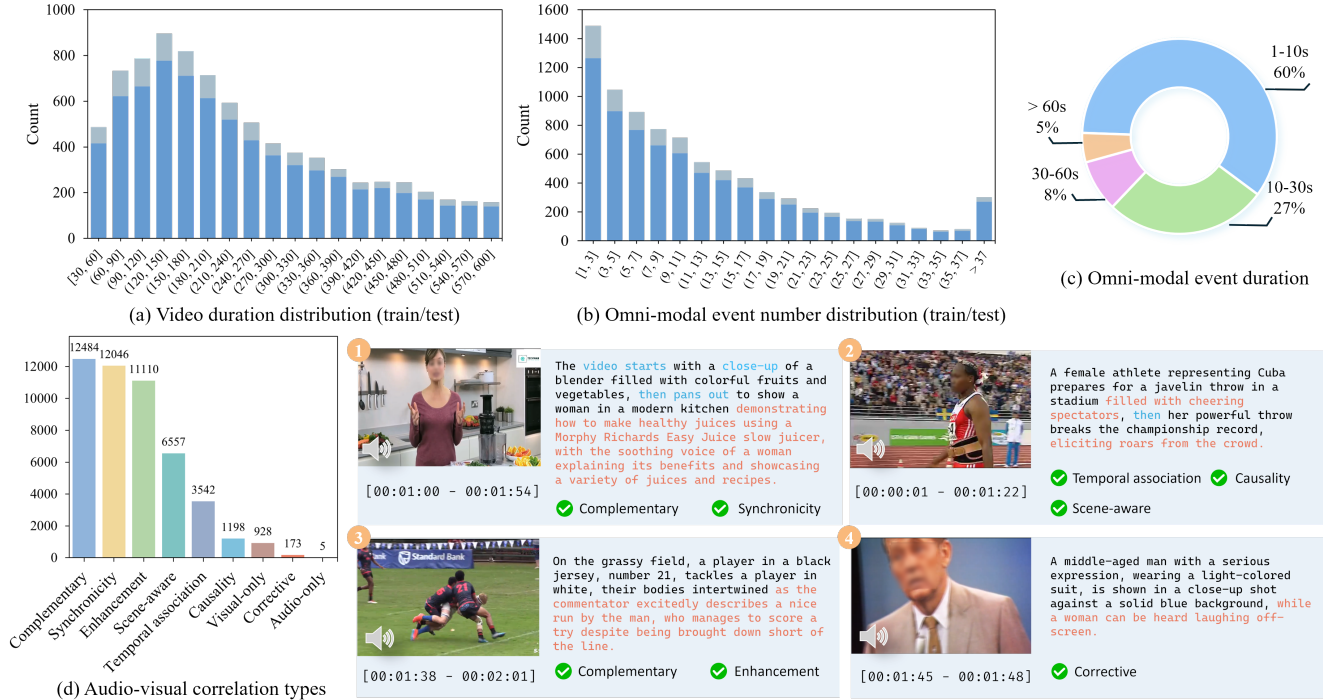 1000
800
600
400
200
0
Count
[30, 60]
(60, 90]
(90, 120]
(120, 150]
(150, 180]
(180, 210]
(210, 240]
(240, 270]
(270, 300]
(300, 330]
(330, 360]
(360, 390]
(390, 420]
(420, 450]
(450, 480]
(480, 510]
(510, 540]
(540, 570]
(570, 600]
(a) Video duration distribution (train/test)
1600
1400
1200
1000
800
600
400
200
0
Count
[1, 3]
(3, 5]
(5, 7]
(7, 9]
(9, 11]
(11, 13]
(13, 15]
(15, 17]
(17, 19]
(19, 21]
(21, 23]
(23, 25]
(25, 27]
(27, 29]
(29, 31]
(31, 33]
(33, 35]
(35, 37]
> 37
(b) Omni-modal event number distribution (train/test)
1-10s
60%
> 60s
5%
30-60s
8%
10-30s
27%
(c) Omni-modal event duration
12000
10000
8000
6000
4000
2000
0
12484
12046
11110
6557
3542
1198
928
173
5
Complementary
Synchronicity
Enhancement
Scene-aware
Temporal association
Causality
Visual-only
Corrective
Audio-only
(d) Audio-visual correlation types
1
[00:01:00 - 00:01:54]
The video starts with a close-up of a
blender filled with colorful fruits and
vegetables, then pans out to show a
woman in a modern kitchen demonstrating
how to make healthy juices using a
Morphy Richards Easy Juice slow juicer,
with the soothing voice of a woman
explaining its benefits and showcasing
a variety of juices and recipes.
Complementary
Synchronicity
2
[00:00:01 - 00:01:22]
A female athlete representing Cuba
prepares for a javelin throw in a
stadium filled with cheering
spectators, then her powerful throw
breaks the championship record,
eliciting roars from the crowd.
Temporal association
Causality
Scene-aware
3
Standard Bank
21
[00:01:38 - 00:02:01]
On the grassy field, a player in a black
jersey, number 21, tackles a player in
white, their bodies intertwined as the
commentator excitedly describes a nice
run by the man, who manages to score a
try despite being brought down short of
the line.
Complementary
Enhancement
4
[00:01:45 - 00:01:48]
A middle-aged man with a serious
expression, wearing a light-colored
suit, is shown in a close-up shot
against a solid blue background, while
a woman can be heard laughing off-
screen.
Corrective